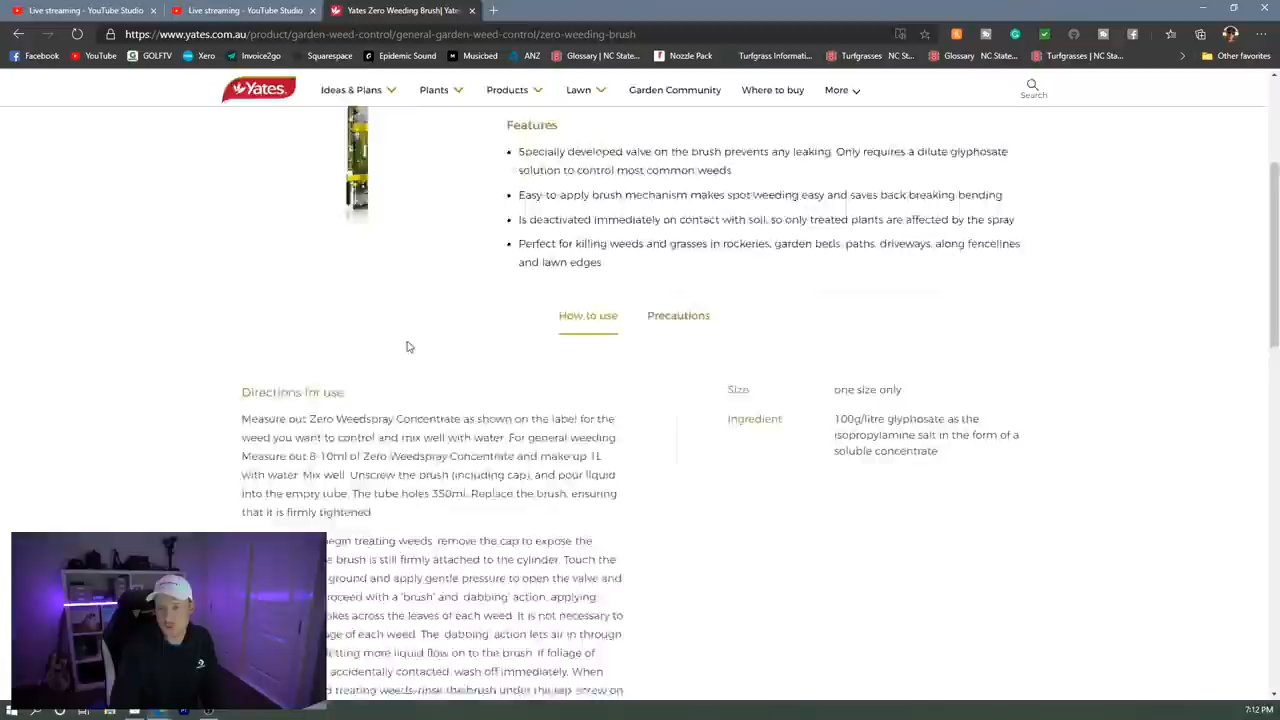 Live streaming - YouTube Studio
Live streaming - YouTube Studio
Yates Zero Weeding Brush| Yates
https://www.yates.com.au/product/garden-weed-control/general-garden-weed-control/zero-weeding-brush
Facebook YouTube GOLFTV Xero Invoice2go Squarespace Epidemic Sound Musicbed ANZ Glossary | NC State... Nozzle Pack Turfgrass Informati... Turfgrasses | NC Sta... Glossary | NC State... Turfgrasses | NC Sta... Other favorites
Yates Ideas & Plans Plants Products Lawn Garden Community Where to buy More Search
Features
• Specially developed valve on the brush prevents any leaking. Only requires a dilute glyphosate
solution to control most common weeds
• Easy to apply brush mechanism makes spot weeding easy and saves back breaking bending
• Is deactivated immediately on contact with soil, so only treated plants are affected by the spray
• Perfect for killing weeds and grasses in rockeries, garden beds, paths, driveways, along fencelines
and lawn edges
How to use Precautions
Directions for use
Measure out Zero Weedspray Concentrate as shown on the label for the
weed you want to control and mix well with water. For general weeding
Measure out 8-10ml of Zero Weedspray Concentrate and make up 1L
with water. Mix well. Unscrew the brush (including cap), and pour liquid
into the empty tube. The tube holes 350ml. Replace the brush, ensuring
that it is firmly tightened.
Size one size only
Ingredient 100g/litre glyphosate as the
isopropylamine salt in the form of a
soluble concentrate
treating weeds, remove the cap to expose the
brush is still firmly attached to the cylinder. Touch the
ground and apply gentle pressure to open the valve and
with a 'brush' and 'dabbing' action, applying
across the leaves of each weed. It is not necessary to
of each weed. The 'dabbing' action lets air in through
more liquid flow on to the brush. If foliage of
accidentally contacted, wash off immediately. When
treating weeds, rinse the brush under the tap, screw on
7:12 PM